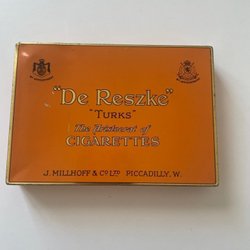 "De Reszke"
"TURKS"
The Aristocrat of
CIGARETTES
J. MILLHOFF & CO LTD PICCADILLY. W.